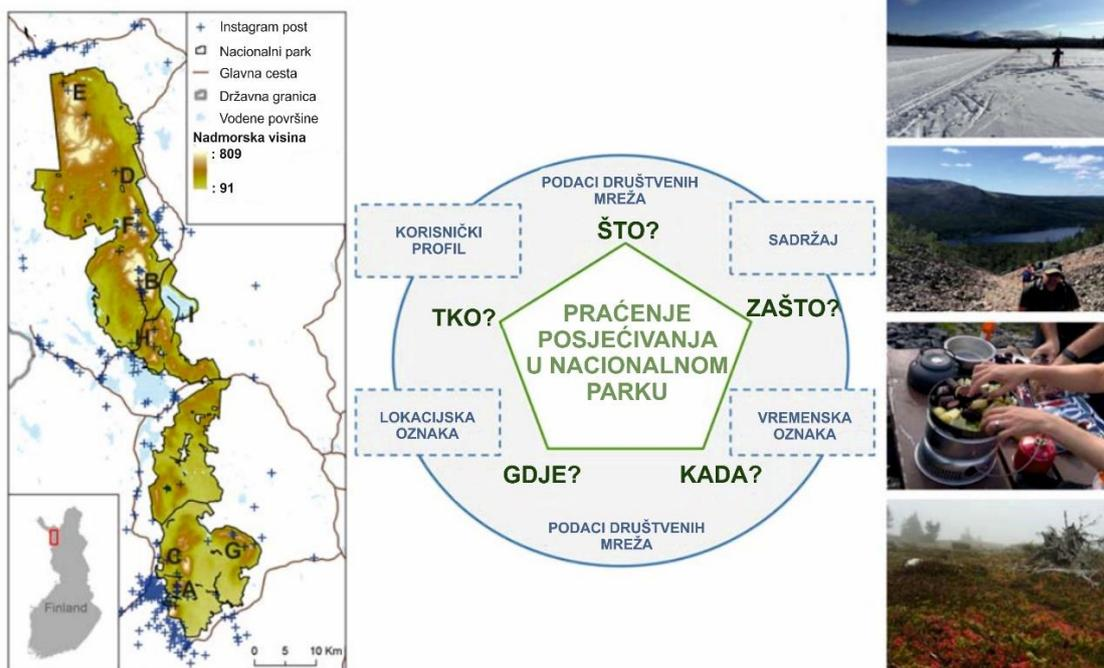 Instagram post
Nacionalni park
Glavna cesta
Državna granica
Vodene površine
Nadmorska visina
: 809
: 91
E
D
F
B
I
H
C
G
A
Finland
0 5 10 Km
PODACI DRUŠTVENIH
MREŽA
KORISNIČKI
PROFIL
ŠTO?
SADRŽAJ
TKO?
ZAŠTO?
PRAĆENJE
POSJEĆIVANJA
U NACIONALNOM
PARKU
LOKACIJSKA
OZNAKA
VREMENSKA
OZNAKA
GDJE?
KADA?
PODACI DRUŠTVENIH
MREŽA